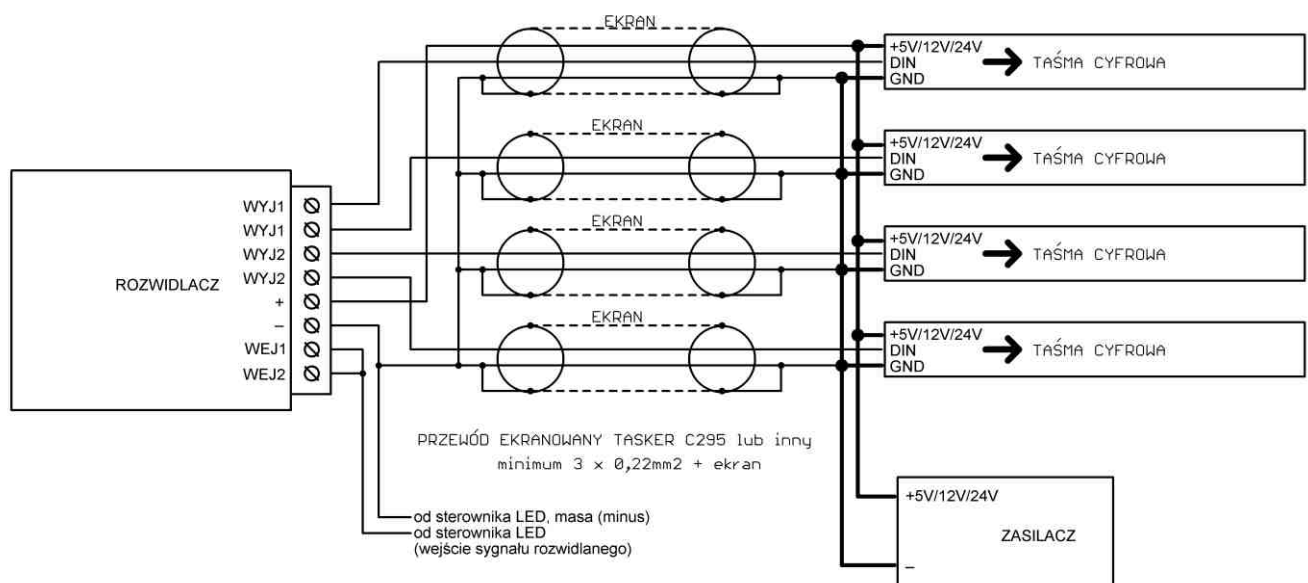 EKRAN
+5V/12V/24V
DIN
GND
TAŚMA CYFROWA
EKRAN
+5V/12V/24V
DIN
GND
TAŚMA CYFROWA
EKRAN
+5V/12V/24V
DIN
GND
TAŚMA CYFROWA
EKRAN
+5V/12V/24V
DIN
GND
TAŚMA CYFROWA
ROZWIDLACZ
WYJ1
WYJ1
WYJ2
WYJ2
+
–
WEJ1
WEJ2
PRZEWÓD EKRANOWANY TASKER C295 lub inny
minimum 3 x 0,22mm2 + ekran
od sterownika LED, masa (minus)
od sterownika LED
(wejście sygnału rozwidlanego)
+5V/12V/24V
ZASILACZ
–